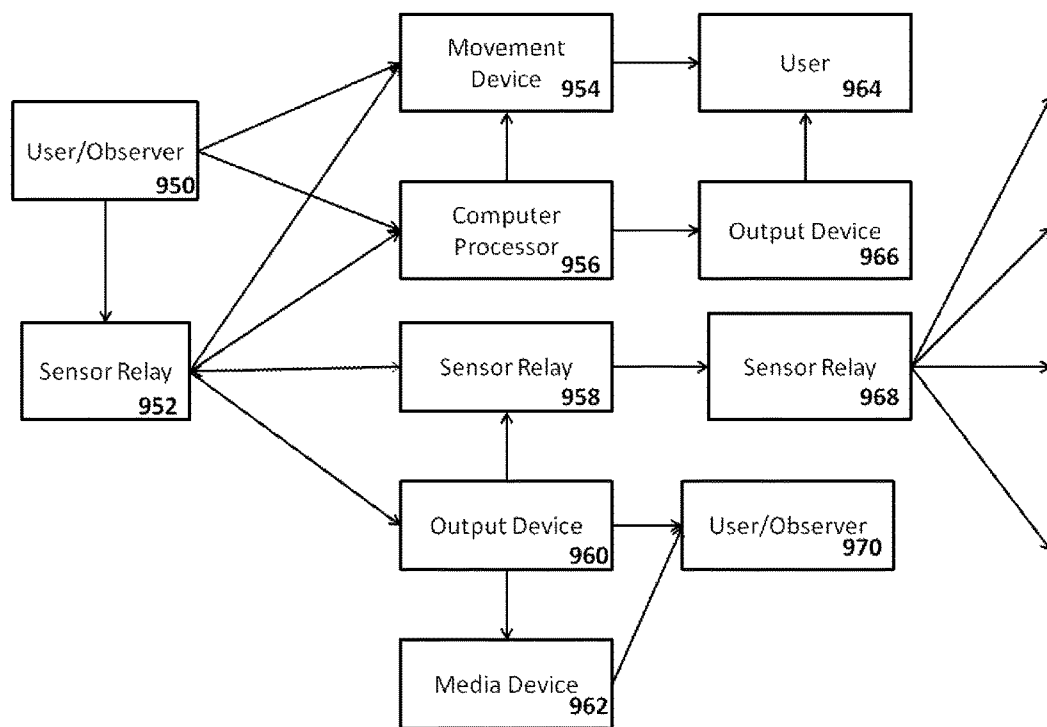 Movement
Device
954
User
964
User/Observer
950
Computer
Processor
956
Output Device
966
Sensor Relay
952
Sensor Relay
958
Sensor Relay
968
Output Device
960
User/Observer
970
Media Device
962